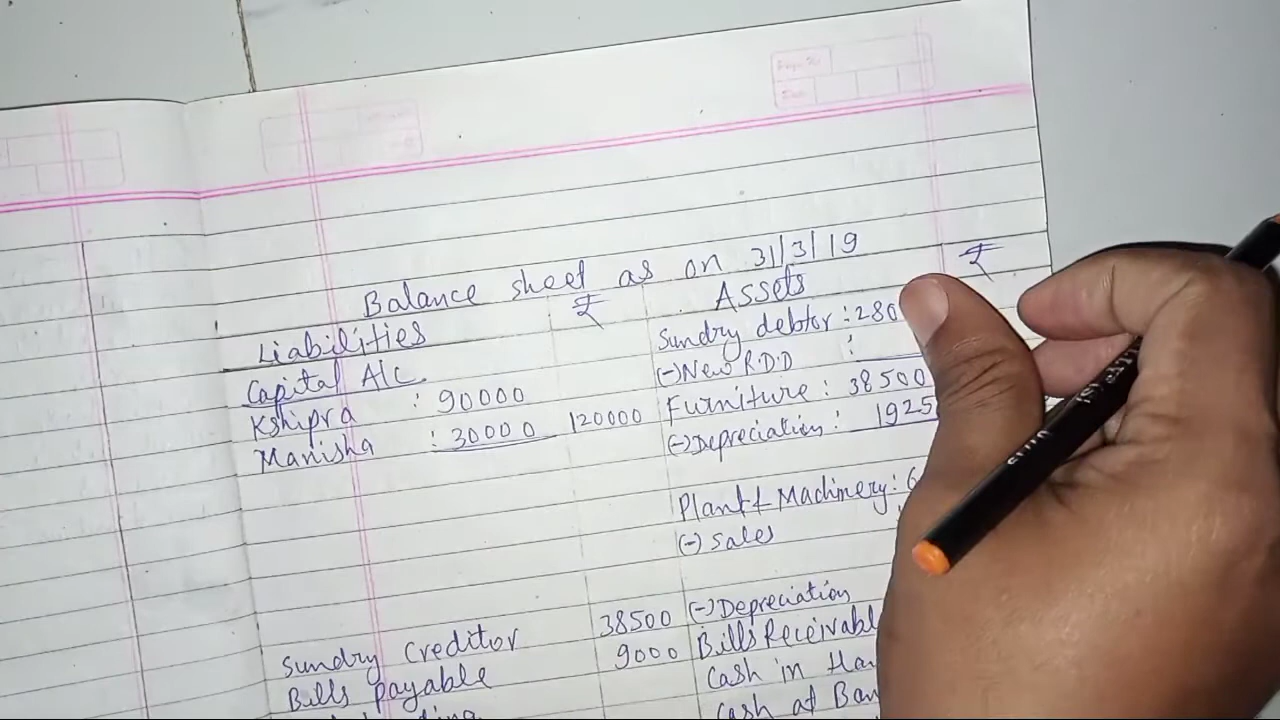 Balance sheet as on 31/3/19
Liabilities ₹ Assets ₹
Capital A/C
Kshipra : 90000
Manisha : 30000 120000
Sundry Creditor 38500
Bills Payable 9000
Sundry debtor : 280
(-) New R.D.D :
Furniture : 38500
(-) Depreciation : 1925
Plant & Machinery : 6
(-) Sales
(-) Depreciation
Bills Receivabl
Cash in Ha
Cash at Ban